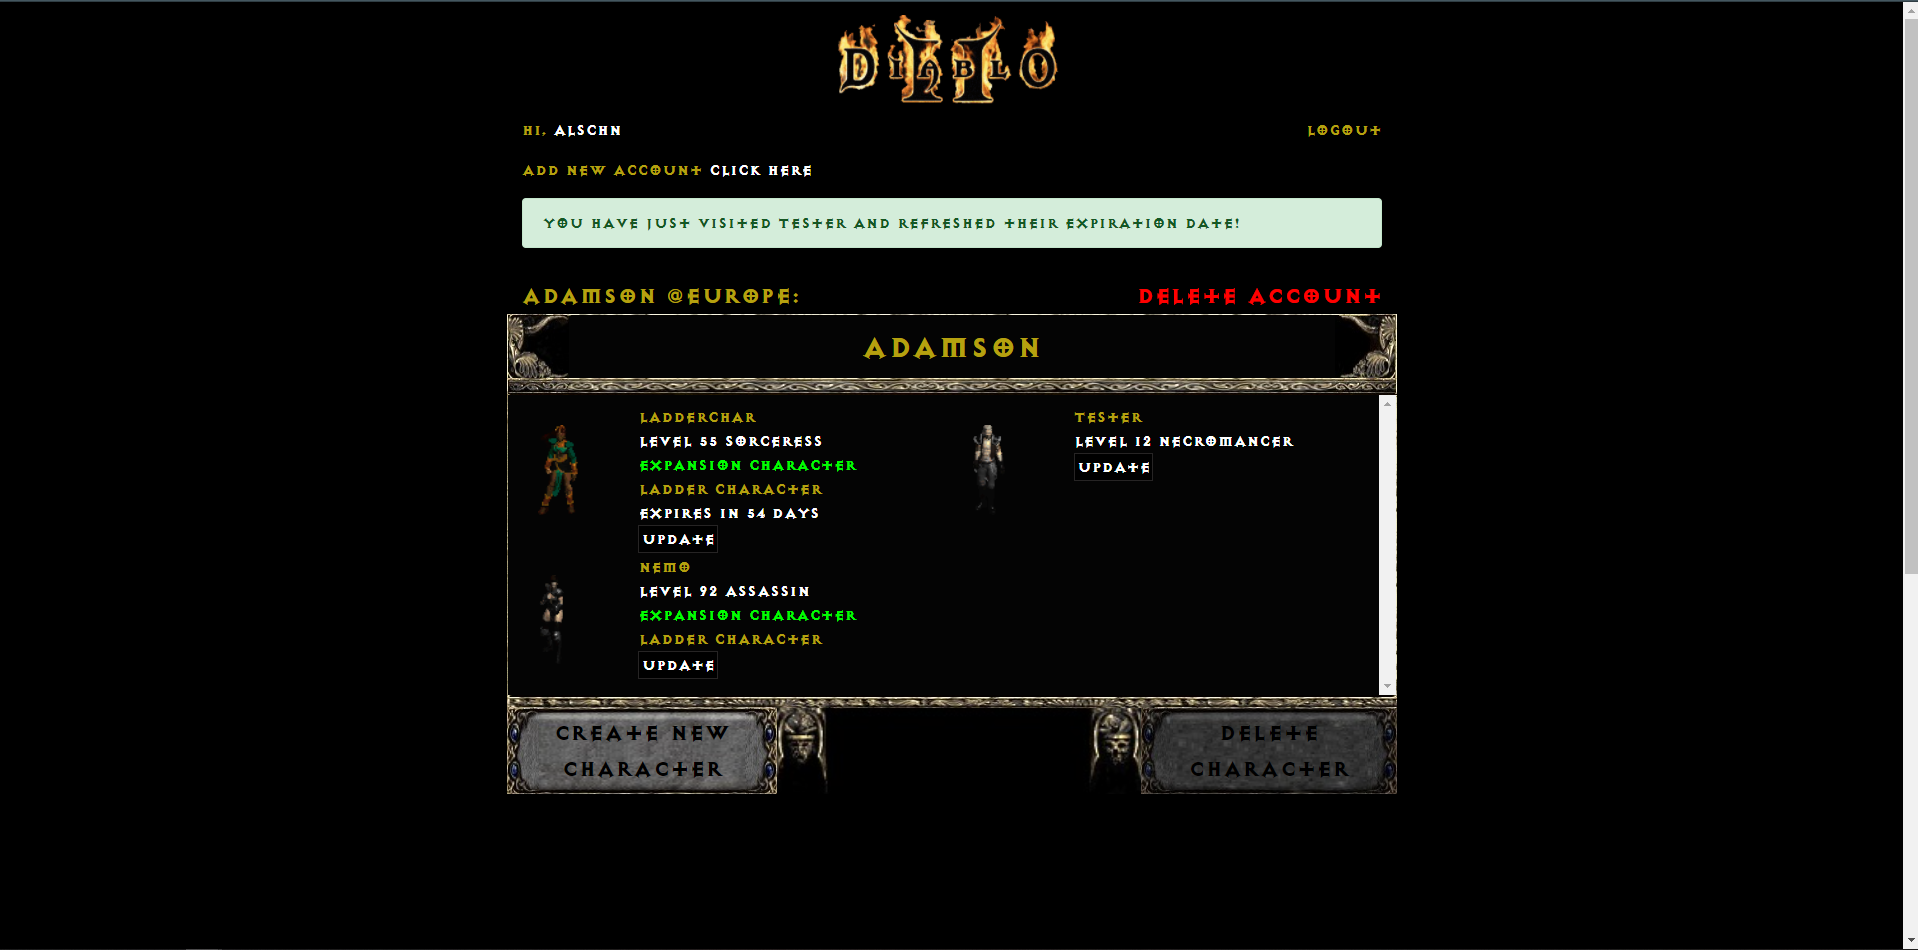 DIABLO
II
HI, ALSCHN
LOGOUT
ADD NEW ACCOUNT CLICK HERE
YOU HAVE JUST VISITED TESTER AND REFRESHED THEIR EXPIRATION DATE!
ADAMSON @EUROPE:
DELETE ACCOUNT
ADAMSON
LADDERCHAR
LEVEL 55 SORCERESS
EXPANSION CHARACTER
LADDER CHARACTER
EXPIRES IN 54 DAYS
UPDATE
TESTER
LEVEL 12 NECROMANCER
UPDATE
NEMO
LEVEL 92 ASSASSIN
EXPANSION CHARACTER
LADDER CHARACTER
UPDATE
CREATE NEW
CHARACTER
DELETE
CHARACTER